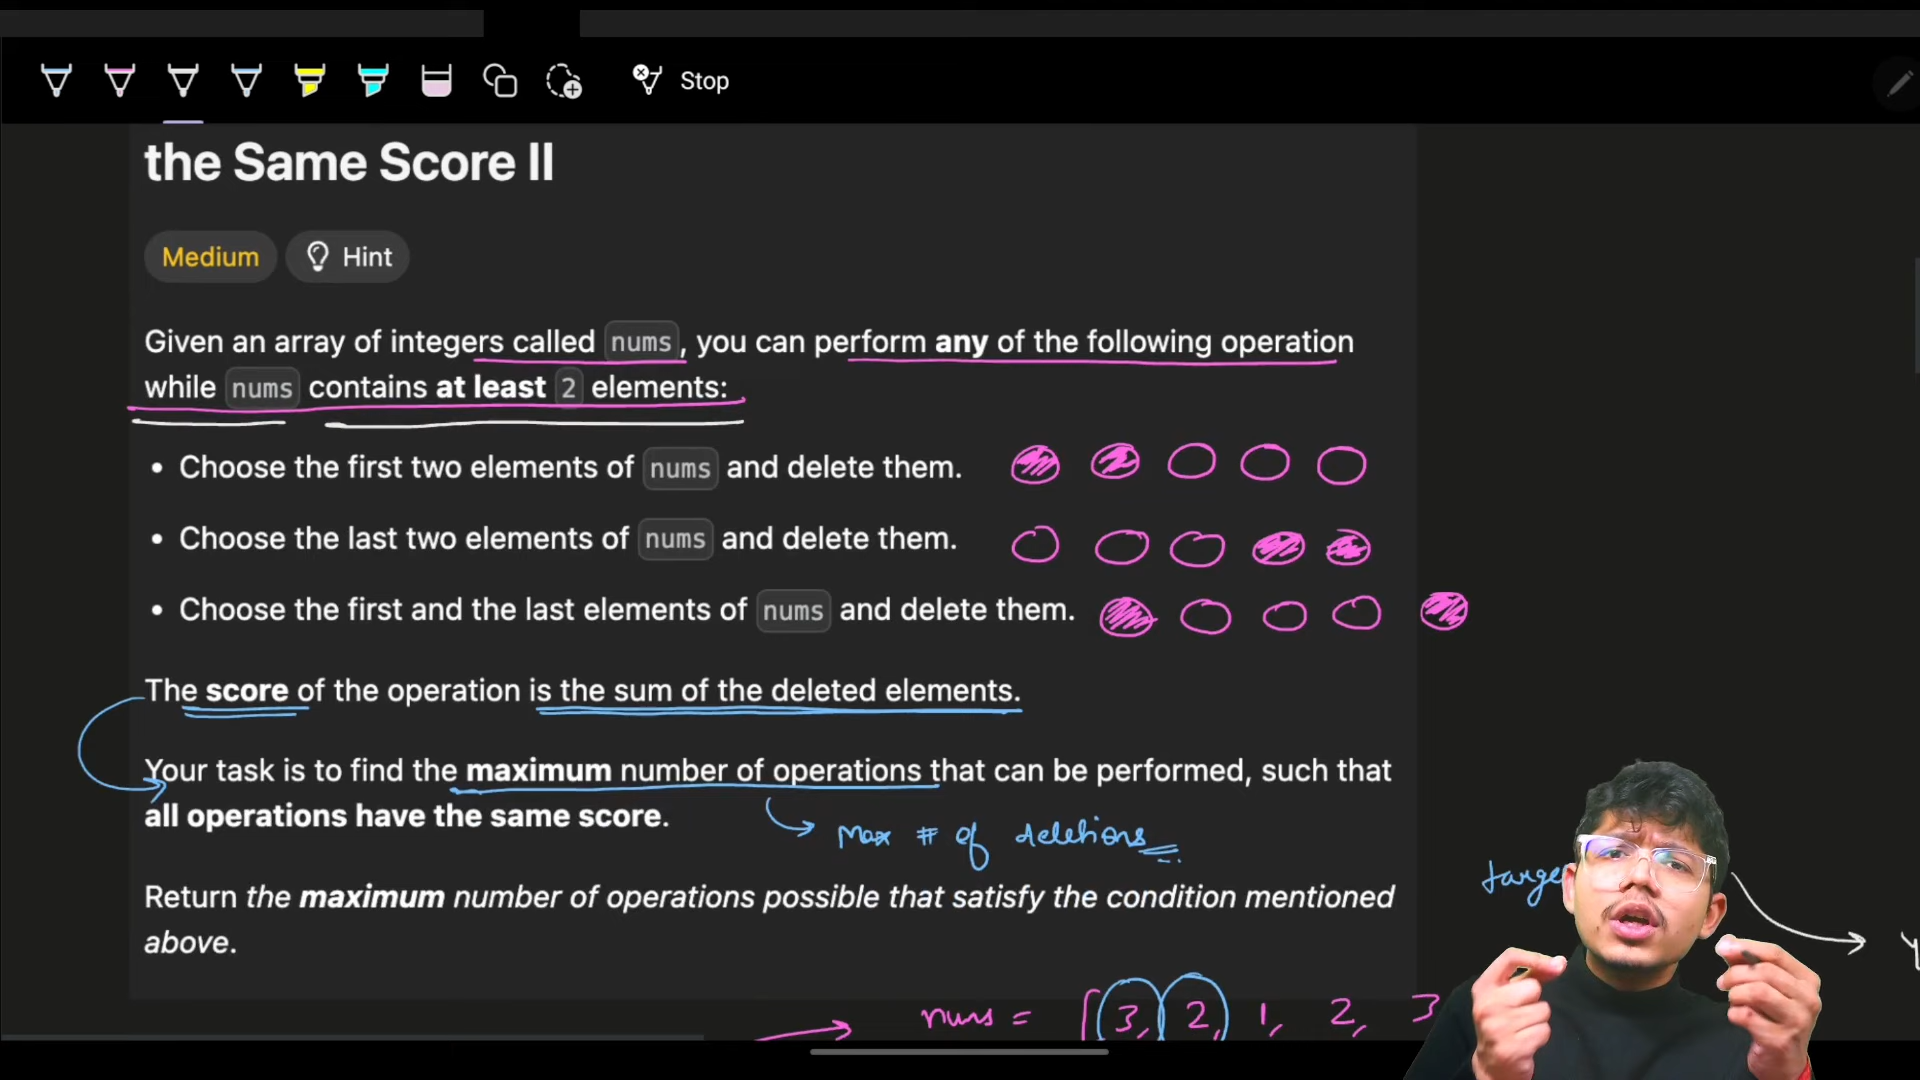 Stop
the Same Score II
Medium Hint
Given an array of integers called nums, you can perform any of the following operation
while nums contains at least 2 elements:
• Choose the first two elements of nums and delete them.
• Choose the last two elements of nums and delete them.
• Choose the first and the last elements of nums and delete them.
The score of the operation is the sum of the deleted elements.
Your task is to find the maximum number of operations that can be performed, such that
all operations have the same score.
Max # of deletions
Return the maximum number of operations possible that satisfy the condition mentioned
above.
nums = [3, 2, 1, 2, 3